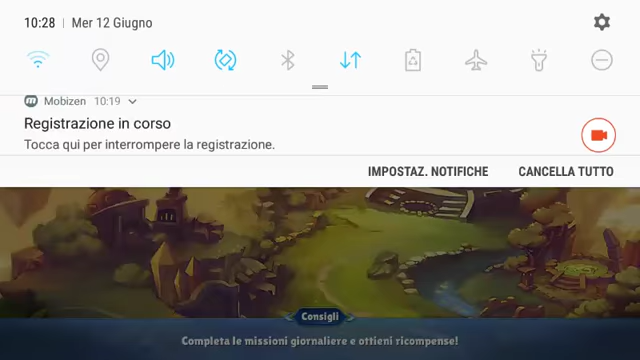 10:28 | Mer 12 Giugno
m Mobizen 10:19
Registrazione in corso
Tocca qui per interrompere la registrazione.
IMPOSTAZ. NOTIFICHE CANCELLA TUTTO
Consigli
Completa le missioni giornaliere e ottieni ricompense!